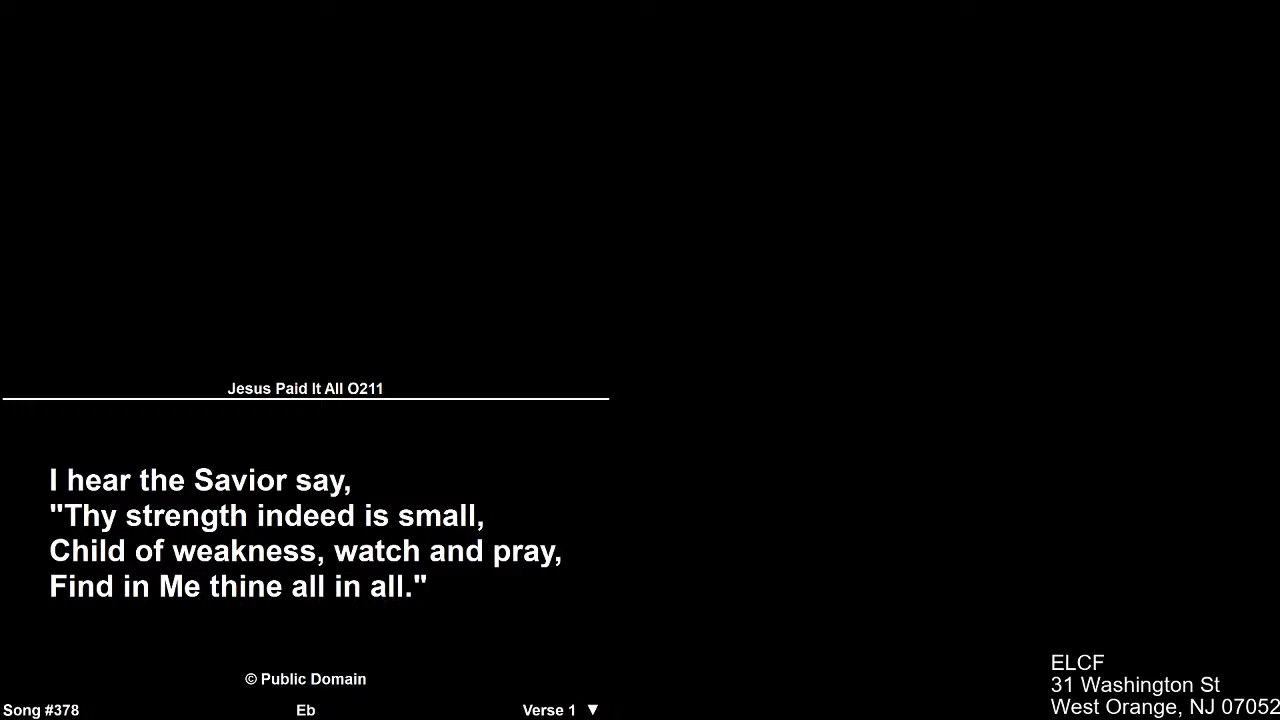 Jesus Paid It All O211
I hear the Savior say,
"Thy strength indeed is small,
Child of weakness, watch and pray,
Find in Me thine all in all."
© Public Domain
Song #378 Eb Verse 1 ▼
ELCF
31 Washington St
West Orange, NJ 07052